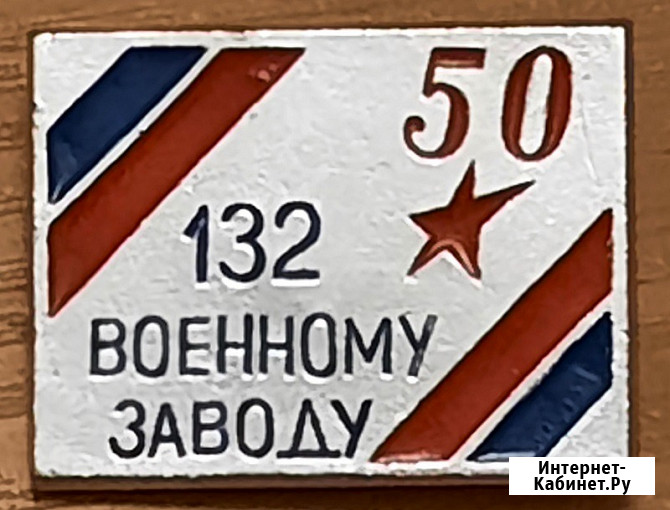 50
132
ВОЕННОМУ
ЗАВОДУ
Интернет-
Кабинет.Ру